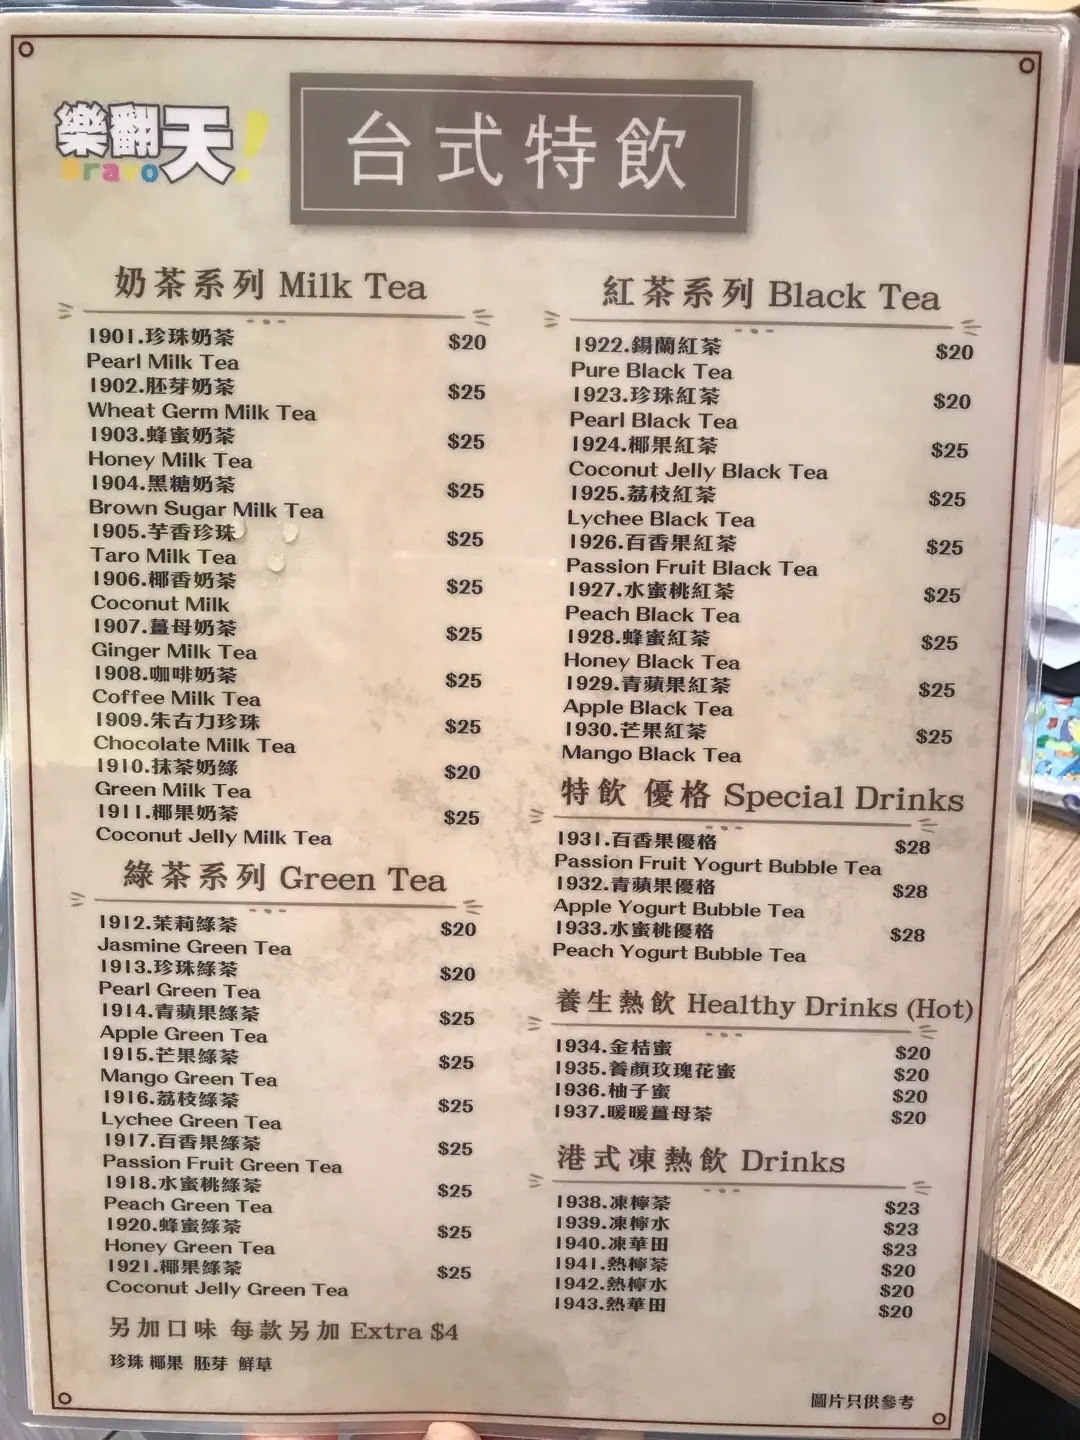 樂翻天!
Bravo
台式特飲
奶茶系列 Milk Tea
1901.珍珠奶茶 $20
Pearl Milk Tea
1902.胚芽奶茶 $25
Wheat Germ Milk Tea
1903.蜂蜜奶茶 $25
Honey Milk Tea
1904.黑糖奶茶 $25
Brown Sugar Milk Tea
1905.芋香珍珠 $25
Taro Milk Tea
1906.椰香奶茶 $25
Coconut Milk
1907.薑母奶茶 $25
Ginger Milk Tea
1908.咖啡奶茶 $25
Coffee Milk Tea
1909.朱古力珍珠 $25
Chocolate Milk Tea
1910.抹茶奶綠 $20
Green Milk Tea
1911.椰果奶茶 $25
Coconut Jelly Milk Tea
綠茶系列 Green Tea
1912.茉莉綠茶 $20
Jasmine Green Tea
1913.珍珠綠茶 $20
Pearl Green Tea
1914.青蘋果綠茶 $25
Apple Green Tea
1915.芒果綠茶 $25
Mango Green Tea
1916.荔枝綠茶 $25
Lychee Green Tea
1917.百香果綠茶 $25
Passion Fruit Green Tea
1918.水蜜桃綠茶 $25
Peach Green Tea
1920.蜂蜜綠茶 $25
Honey Green Tea
1921.椰果綠茶 $25
Coconut Jelly Green Tea
另加口味 每款另加 Extra $4
珍珠 椰果 胚芽 鮮草
紅茶系列 Black Tea
1922.錫蘭紅茶 $20
Pure Black Tea
1923.珍珠紅茶 $20
Pearl Black Tea
1924.椰果紅茶 $25
Coconut Jelly Black Tea
1925.荔枝紅茶 $25
Lychee Black Tea
1926.百香果紅茶 $25
Passion Fruit Black Tea
1927.水蜜桃紅茶 $25
Peach Black Tea
1928.蜂蜜紅茶 $25
Honey Black Tea
1929.青蘋果紅茶 $25
Apple Black Tea
1930.芒果紅茶 $25
Mango Black Tea
特飲 優格 Special Drinks
1931.百香果優格 $28
Passion Fruit Yogurt Bubble Tea
1932.青蘋果優格 $28
Apple Yogurt Bubble Tea
1933.水蜜桃優格 $28
Peach Yogurt Bubble Tea
養生熱飲 Healthy Drinks (Hot)
1934.金桔蜜 $20
1935.養顏玫瑰花蜜 $20
1936.柚子蜜 $20
1937.暖暖薑母茶 $20
港式凍熱飲 Drinks
1938.凍檸茶 $23
1939.凍檸水 $23
1940.凍華田 $23
1941.熱檸茶 $20
1942.熱檸水 $20
1943.熱華田 $20
圖片只供參考